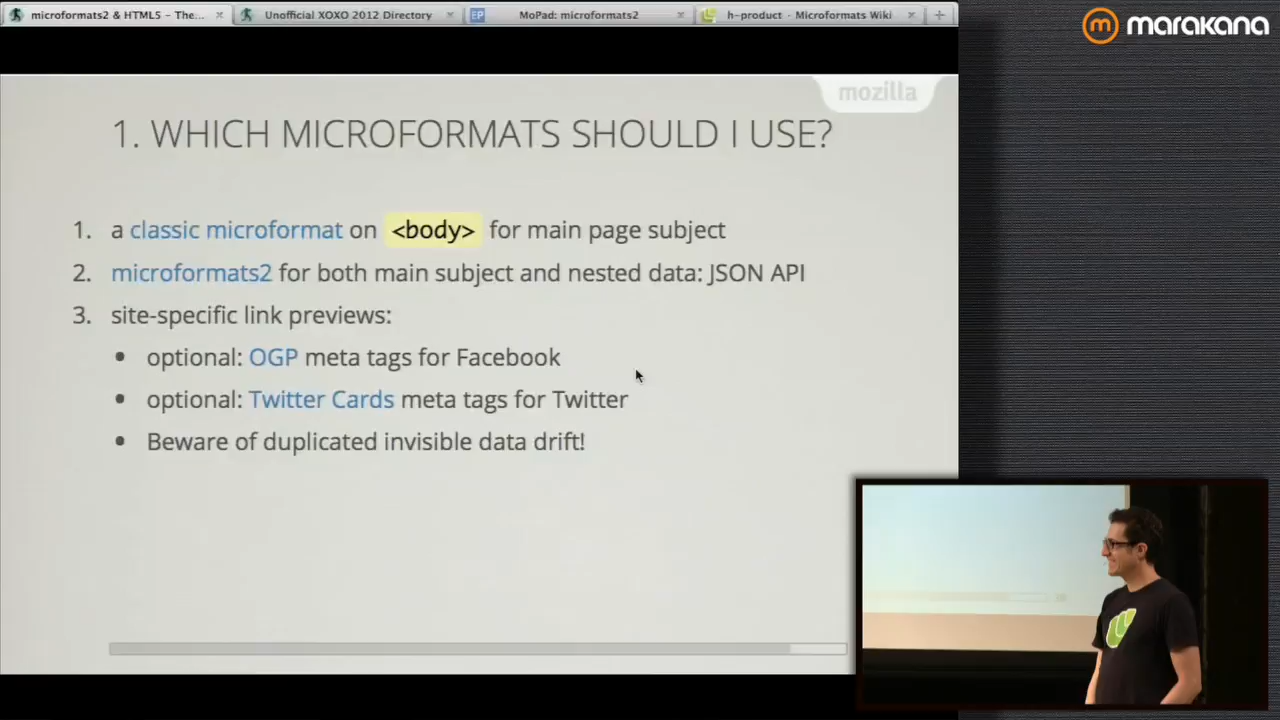 microformats2 & HTML5 – The...
Unofficial XOXO 2012 Directory
EP MoPad: microformats2
h-product - Microformats Wiki
marakana
mozilla
1. WHICH MICROFORMATS SHOULD I USE?
1. a classic microformat on <body> for main page subject
2. microformats2 for both main subject and nested data: JSON API
3. site-specific link previews:
• optional: OGP meta tags for Facebook
• optional: Twitter Cards meta tags for Twitter
• Beware of duplicated invisible data drift!